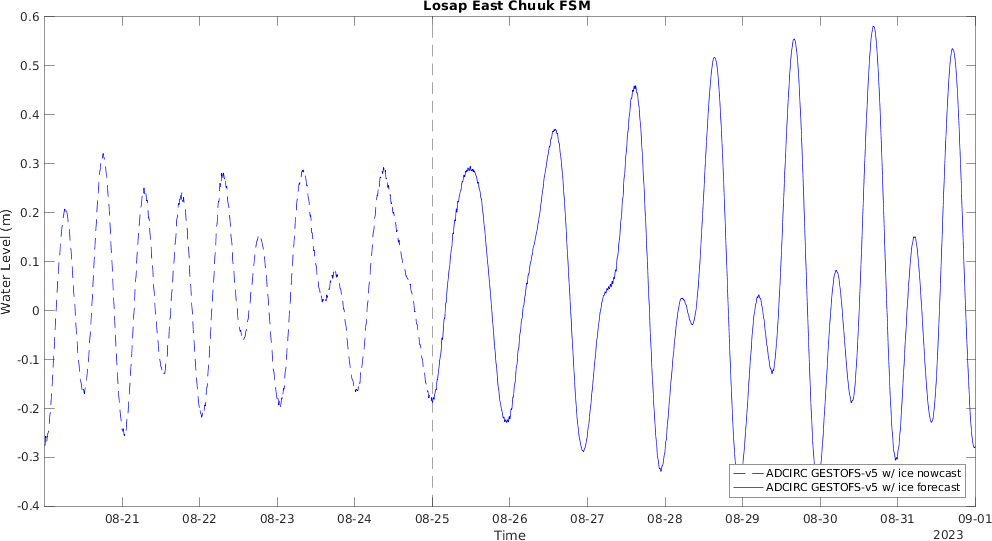 Losap East Chuuk FSM
0.6
0.5
0.4
0.3
0.2
0.1
0
-0.1
-0.2
-0.3
-0.4
Water Level (m)
ADCIRC GESTOFS-v5 w/ ice nowcast
ADCIRC GESTOFS-v5 w/ ice forecast
08-21 08-22 08-23 08-24 08-25 08-26 08-27 08-28 08-29 08-30 08-31 09-01
Time
2023